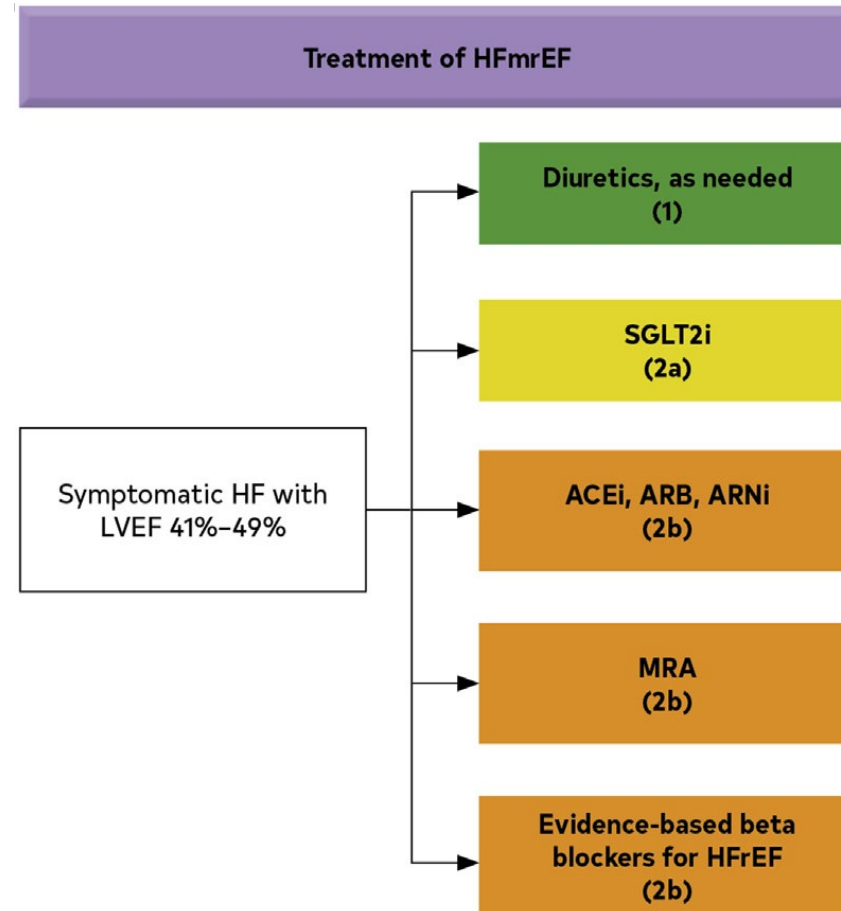 Treatment of HFmrEF
Diuretics, as needed
(1)
SGLT2i
(2a)
Symptomatic HF with
LVEF 41%–49%
ACEi, ARB, ARNi
(2b)
MRA
(2b)
Evidence-based beta
blockers for HFrEF
(2b)